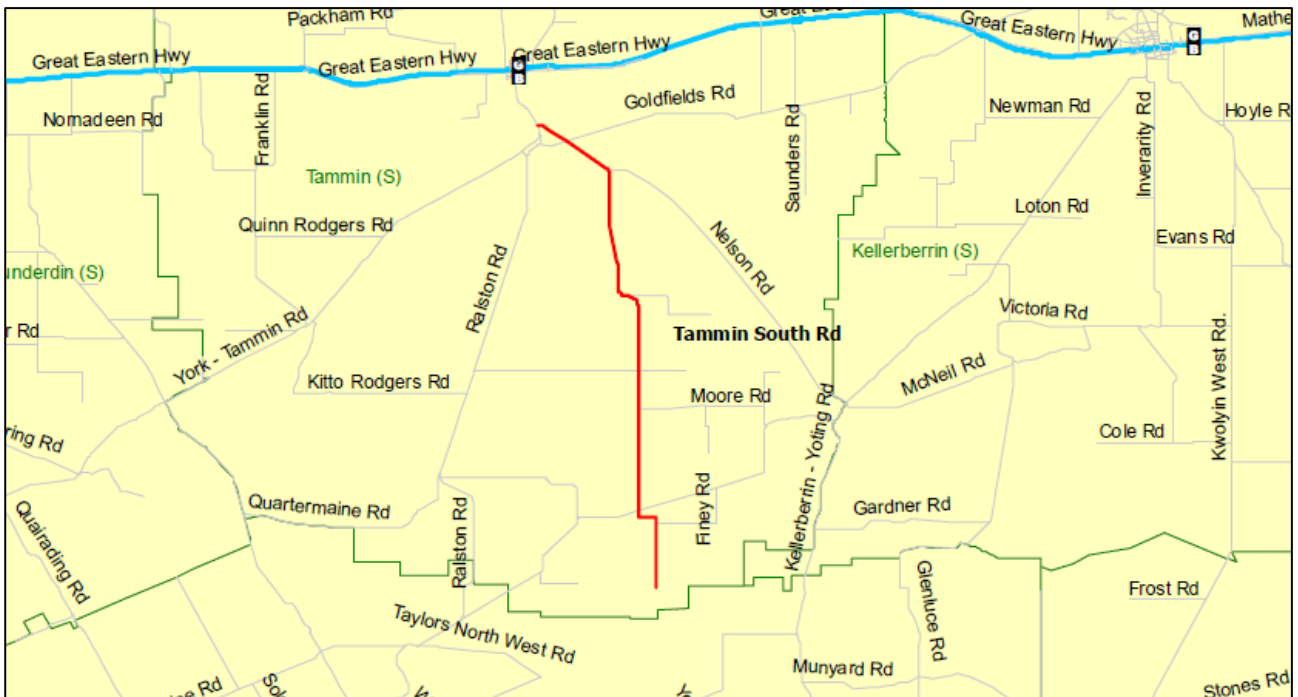 Packham Rd
Great Eastern Hwy
Great Eastern Hwy
Mathe
Great Eastern Hwy
Great Eastern Hwy
Nomadeen Rd
Franklin Rd
Goldfields Rd
Saunders Rd
Newman Rd
Inverarity Rd
Hoyle R
Tammin (S)
Quinn Rodgers Rd
Loton Rd
Evans Rd
Kellerberrin (S)
underdin (S)
Ralston Rd
Nelson Rd
Victoria Rd
r Rd
York - Tammin Rd
Tammin South Rd
Kwolyin West Rd.
Kitto Rodgers Rd
McNeil Rd
Moore Rd
Kellerberrin - Yoting Rd
Cole Rd
ring Rd
Quartermaine Rd
Finey Rd
Gardner Rd
Quairading Rd
Ralston Rd
Glenluce Rd
Frost Rd
Taylors North West Rd
Munyard Rd
Stones Rd